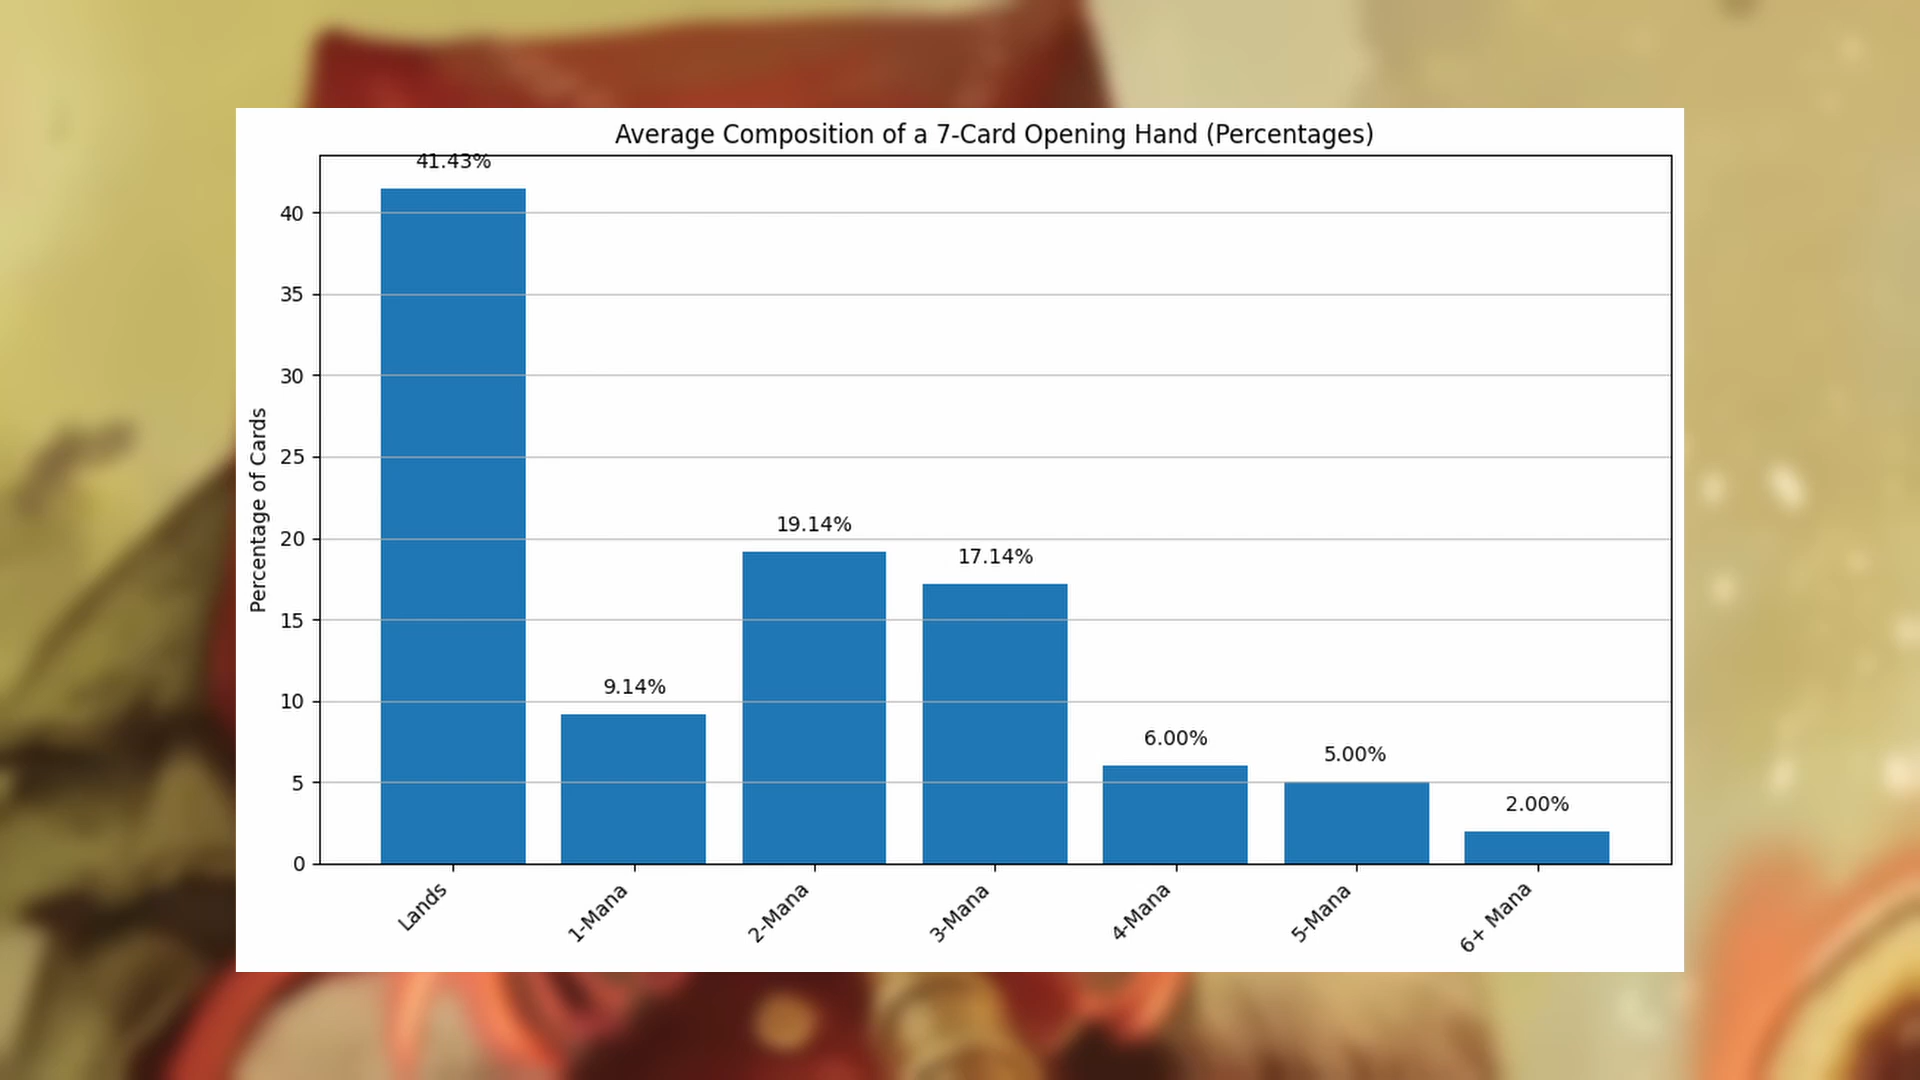 Average Composition of a 7-Card Opening Hand (Percentages)
41.43%
40
35
30
25
20
15
10
5
0
Percentage of Cards
9.14%
19.14%
17.14%
6.00%
5.00%
2.00%
Lands
1-Mana
2-Mana
3-Mana
4-Mana
5-Mana
6+ Mana